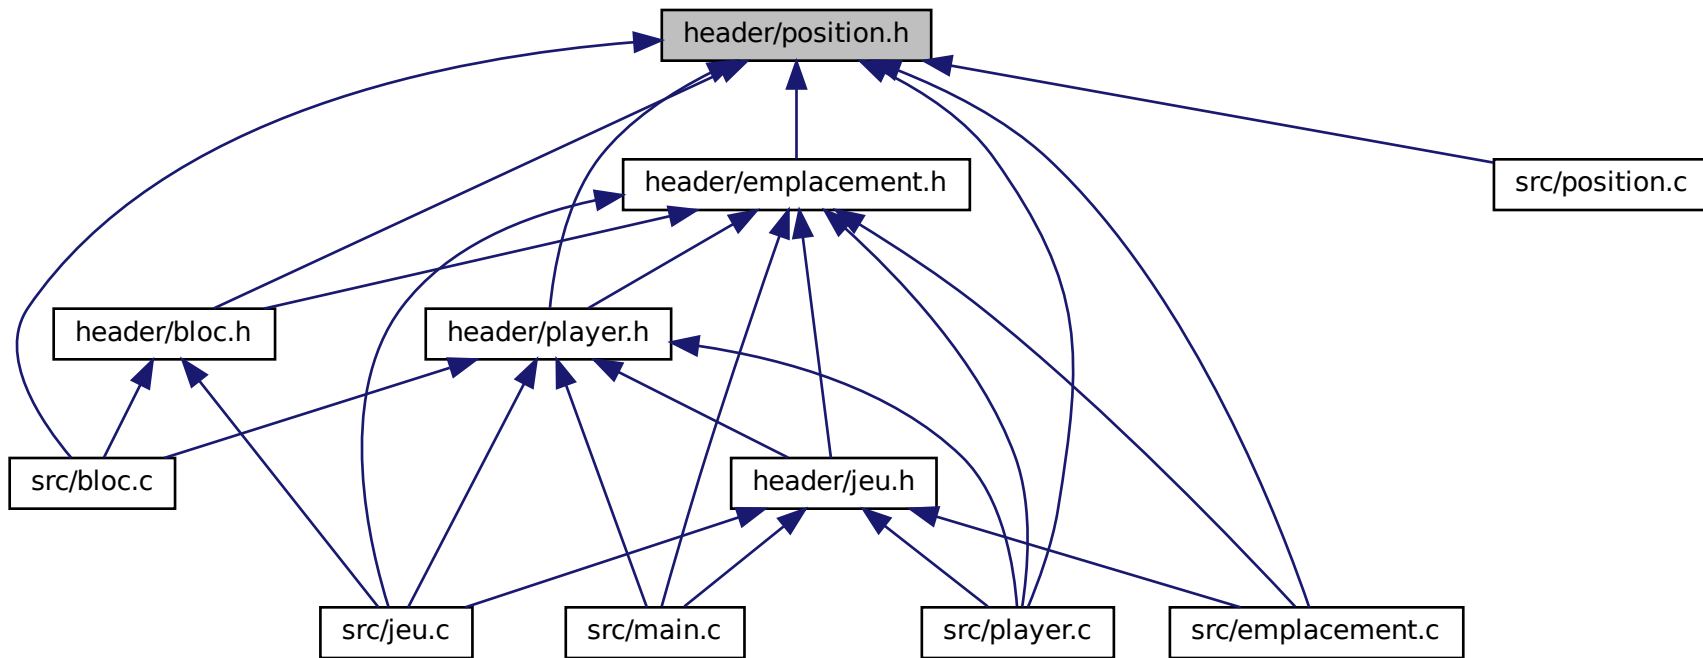 header/position.h
header/emplacement.h
src/position.c
header/bloc.h
header/player.h
src/bloc.c
header/jeu.h
src/jeu.c
src/main.c
src/player.c
src/emplacement.c